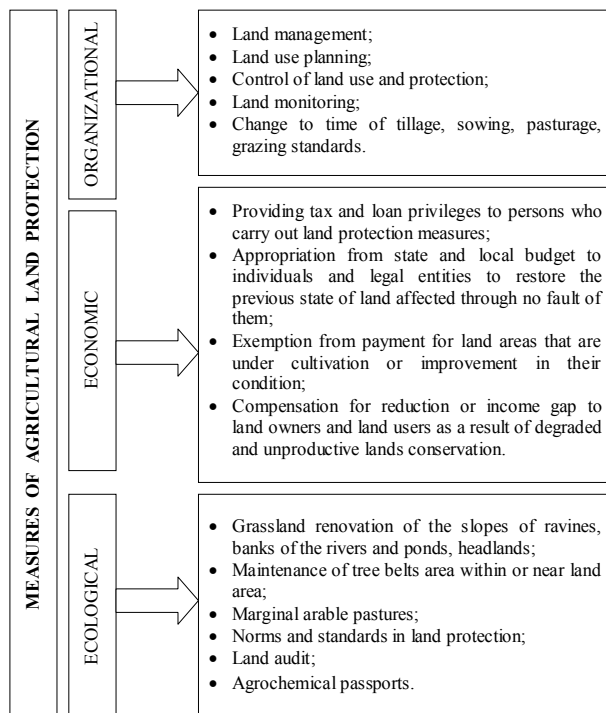 MEASURES OF AGRICULTURAL LAND PROTECTION
ORGANIZATIONAL
• Land management;
• Land use planning;
• Control of land use and protection;
• Land monitoring;
• Change to time of tillage, sowing, pasturage,
grazing standards.
ECONOMIC
• Providing tax and loan privileges to persons who
carry out land protection measures;
• Appropriation from state and local budget to
individuals and legal entities to restore the
previous state of land affected through no fault of
them;
• Exemption from payment for land areas that are
under cultivation or improvement in their
condition;
• Compensation for reduction or income gap to
land owners and land users as a result of degraded
and unproductive lands conservation.
ECOLOGICAL
• Grassland renovation of the slopes of ravines,
banks of the rivers and ponds, headlands;
• Maintenance of tree belts area within or near land
area;
• Marginal arable pastures;
• Norms and standards in land protection;
• Land audit;
• Agrochemical passports.